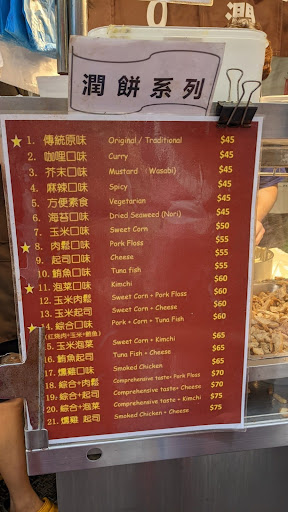 潤餅系列
1. 傳統原味 Original / Traditional $45
2. 咖哩口味 Curry $45
3. 芥末口味 Mustard (Wasabi) $45
4. 麻辣口味 Spicy $45
5. 方便素食 Vegetarian $45
6. 海苔口味 Dried Seaweed (Nori) $45
7. 玉米口味 Sweet Corn $50
8. 肉鬆口味 Pork Floss $55
9. 起司口味 Cheese $55
10. 鮪魚口味 Tuna fish $55
11. 泡菜口味 Kimchi $60
12. 玉米肉鬆 Sweet Corn + Pork Floss $60
13. 玉米起司 Sweet Corn + Cheese $60
14. 綜合口味 Pork + Corn + Tuna Fish $60
(紅燒肉+玉米+鮪魚)
15. 玉米泡菜 Sweet Corn + Kimchi $65
16. 鮪魚起司 Tuna Fish + Cheese $65
17. 燻雞口味 Smoked Chicken $65
18. 綜合+肉鬆 Comprehensive taste+ Pork Floss $70
19. 綜合+起司 Comprehensive taste+ Cheese $70
20. 綜合+泡菜 Comprehensive taste + Kimchi $75
21. 燻雞 起司 Smoked Chicken + Cheese $75